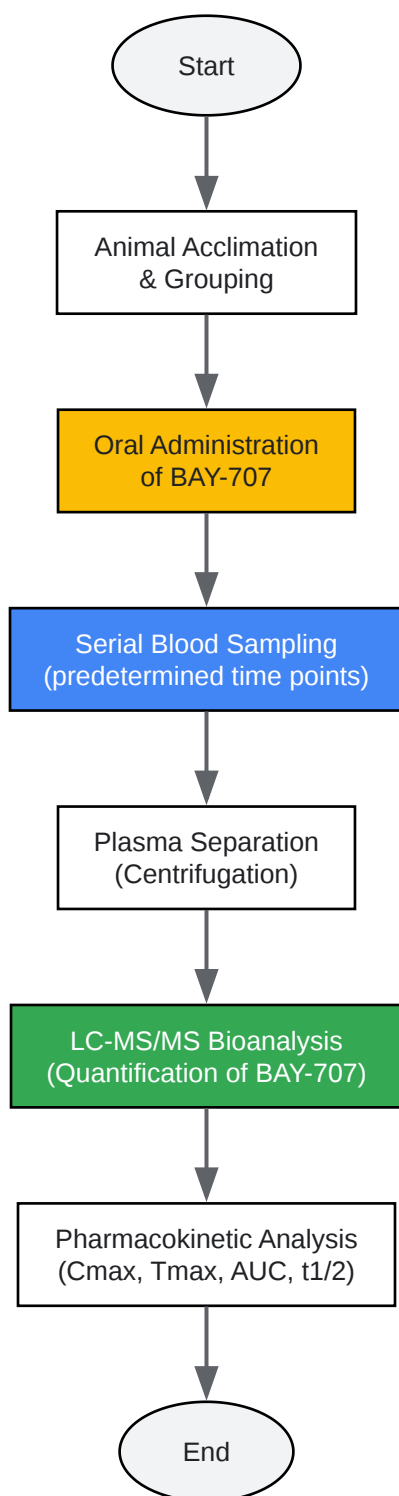 Start
Animal Acclimation
& Grouping
Oral Administration
of BAY-707
Serial Blood Sampling
(predetermined time points)
Plasma Separation
(Centrifugation)
LC-MS/MS Bioanalysis
(Quantification of BAY-707)
Pharmacokinetic Analysis
(Cmax, Tmax, AUC, t1/2)
End